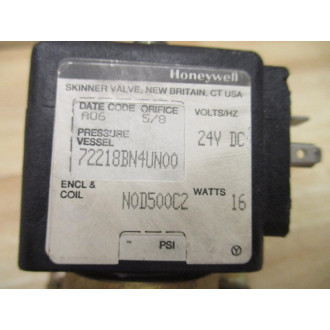 Honeywell
SKINNER VALVE, NEW BRITAIN, CT USA
DATE CODE ORIFICE VOLTS/HZ
A06 5/8 24V DC
PRESSURE
VESSEL
72218BN4UN00
ENCL &
COIL N0D500C2 WATTS 16
PSI